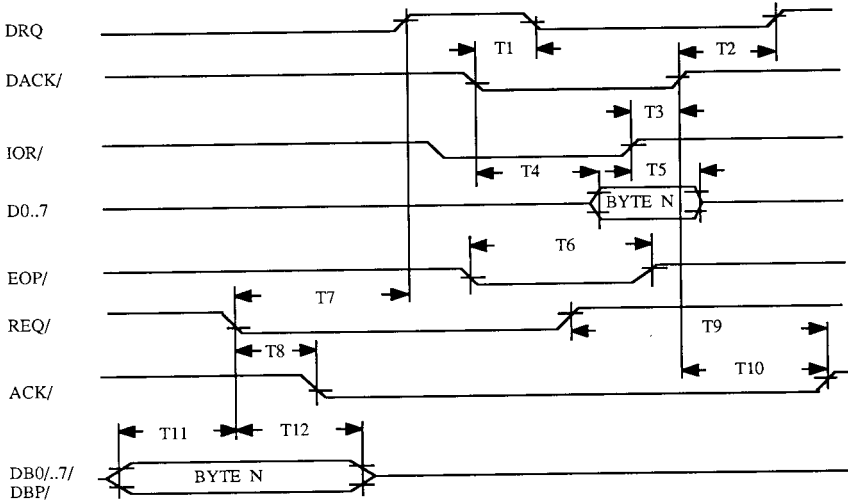 DRQ
T1
T2
DACK/
T3
IOR/
T4
T5
D0..7
BYTE N
T6
EOP/
T7
REQ/
T9
T8
T10
ACK/
T11
T12
DB0/..7/
DBP/
BYTE N